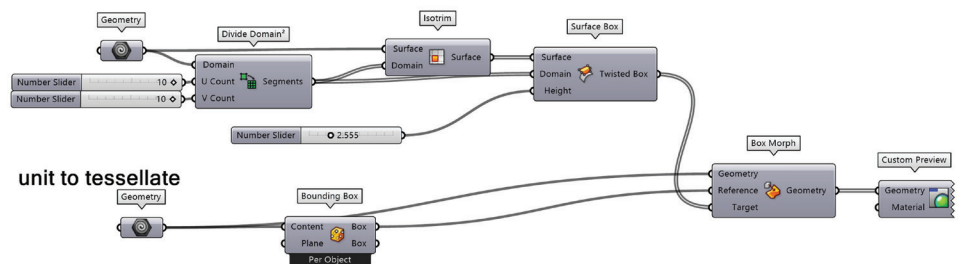 Geometry
Divide Domain²
Isotrim
Surface Box
Domain
U Count
V Count
Segments
Number Slider 10
Number Slider 10
Surface
Domain
Surface
Surface
Domain
Height
Twisted Box
Number Slider 2.555
unit to tessellate
Geometry
Bounding Box
Content
Plane
Box
Box
Per Object
Box Morph
Geometry
Reference
Target
Geometry
Custom Preview
Geometry
Material